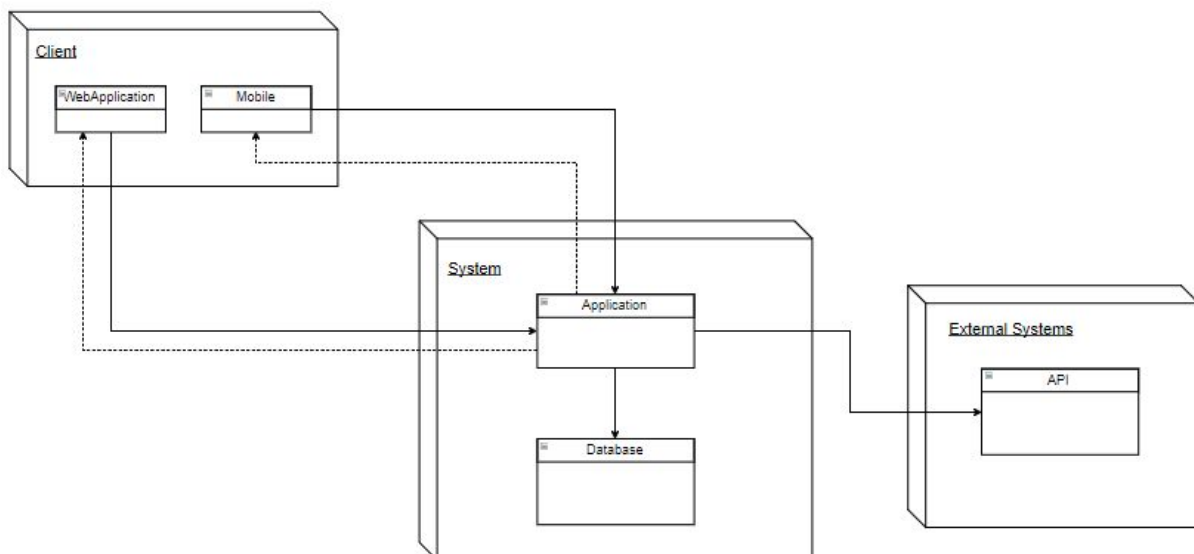 Client
WebApplication
Mobile
System
Application
External Systems
API
Database